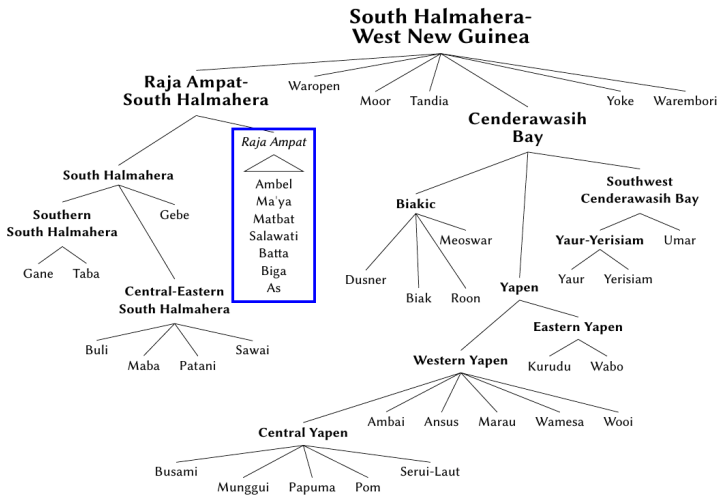 South Halmahera-
West New Guinea
Raja Ampat-
South Halmahera
Waropen
Moor
Tandia
Cenderawasih
Bay
Yoke
Warembori
South Halmahera
Raja Ampat
Ambel
Ma'ya
Matbat
Salawati
Batta
Biga
As
Southern
South Halmahera
Gebe
Gane
Taba
Central-Eastern
South Halmahera
Buli
Maba
Patani
Sawai
Biakic
Dusner
Biak
Roon
Meoswar
Southwest
Cenderawasih Bay
Yaur-Yerisiam
Umar
Yaur
Yerisiam
Yapen
Eastern Yapen
Kurudu
Wabo
Western Yapen
Ambai
Ansus
Marau
Wamesa
Wooi
Central Yapen
Busami
Munggui
Papuma
Pom
Serui-Laut